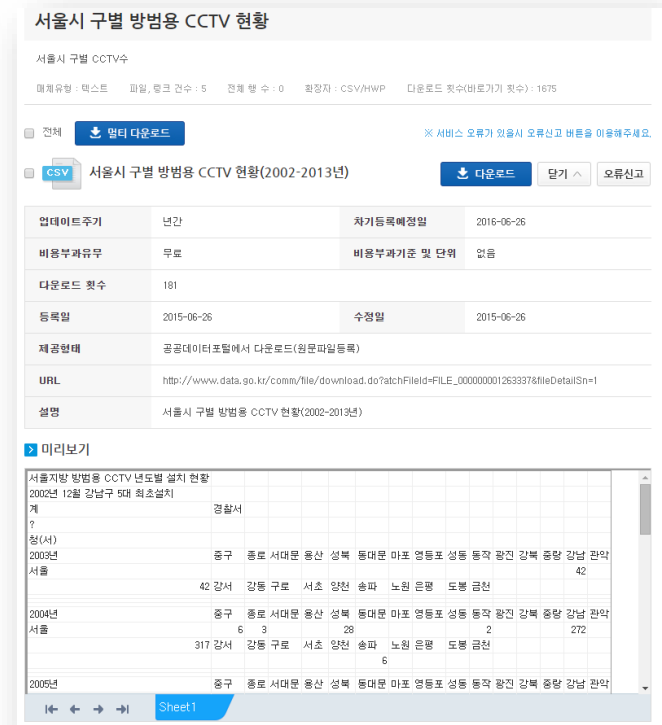 서울시 구별 방범용 CCTV 현황
서울시 구별 CCTV수
매체유형 : 텍스트 파일, 링크 건수 : 5 전체 행 수 : 0 확장자 : CSV/HWP 다운로드 횟수(바로가기 횟수) : 1675
전체 멀티 다운로드 ※ 서비스 오류가 있을시 오류신고 버튼을 이용해주세요.
CSV 서울시 구별 방범용 CCTV 현황(2002-2013년) 다운로드 닫기 오류신고
업데이트주기 년간 차기등록예정일 2016-06-26
비용부과유무 무료 비용부과기준 및 단위 없음
다운로드 횟수 181
등록일 2015-06-26 수정일 2015-06-26
제공형태 공공데이터포털에서 다운로드(원문파일등록)
URL http://www.data.go.kr/comm/file/download.do?atchFileId=FILE_000000001263337&fileDetailSn=1
설명 서울시 구별 방범용 CCTV 현황(2002-2013년)
미리보기
서울지방 방범용 CCTV 년도별 설치 현황
2002년 12월 강남구 5대 최초설치
계 경찰서
?
청(서)
2003년 중구 종로 서대문 용산 성북 동대문 마포 영등포 성동 동작 광진 강북 중랑 강남 관악
서울 42
42 강서 강동 구로 서초 양천 송파 노원 은평 도봉 금천
2004년 중구 종로 서대문 용산 성북 동대문 마포 영등포 성동 동작 광진 강북 중랑 강남 관악
서울 6 3 28 2 272
317 강서 강동 구로 서초 양천 송파 노원 은평 도봉 금천
6
2005년 중구 종로 서대문 용산 성북 동대문 마포 영등포 성동 동작 광진 강북 중랑 강남 관악
Sheet1